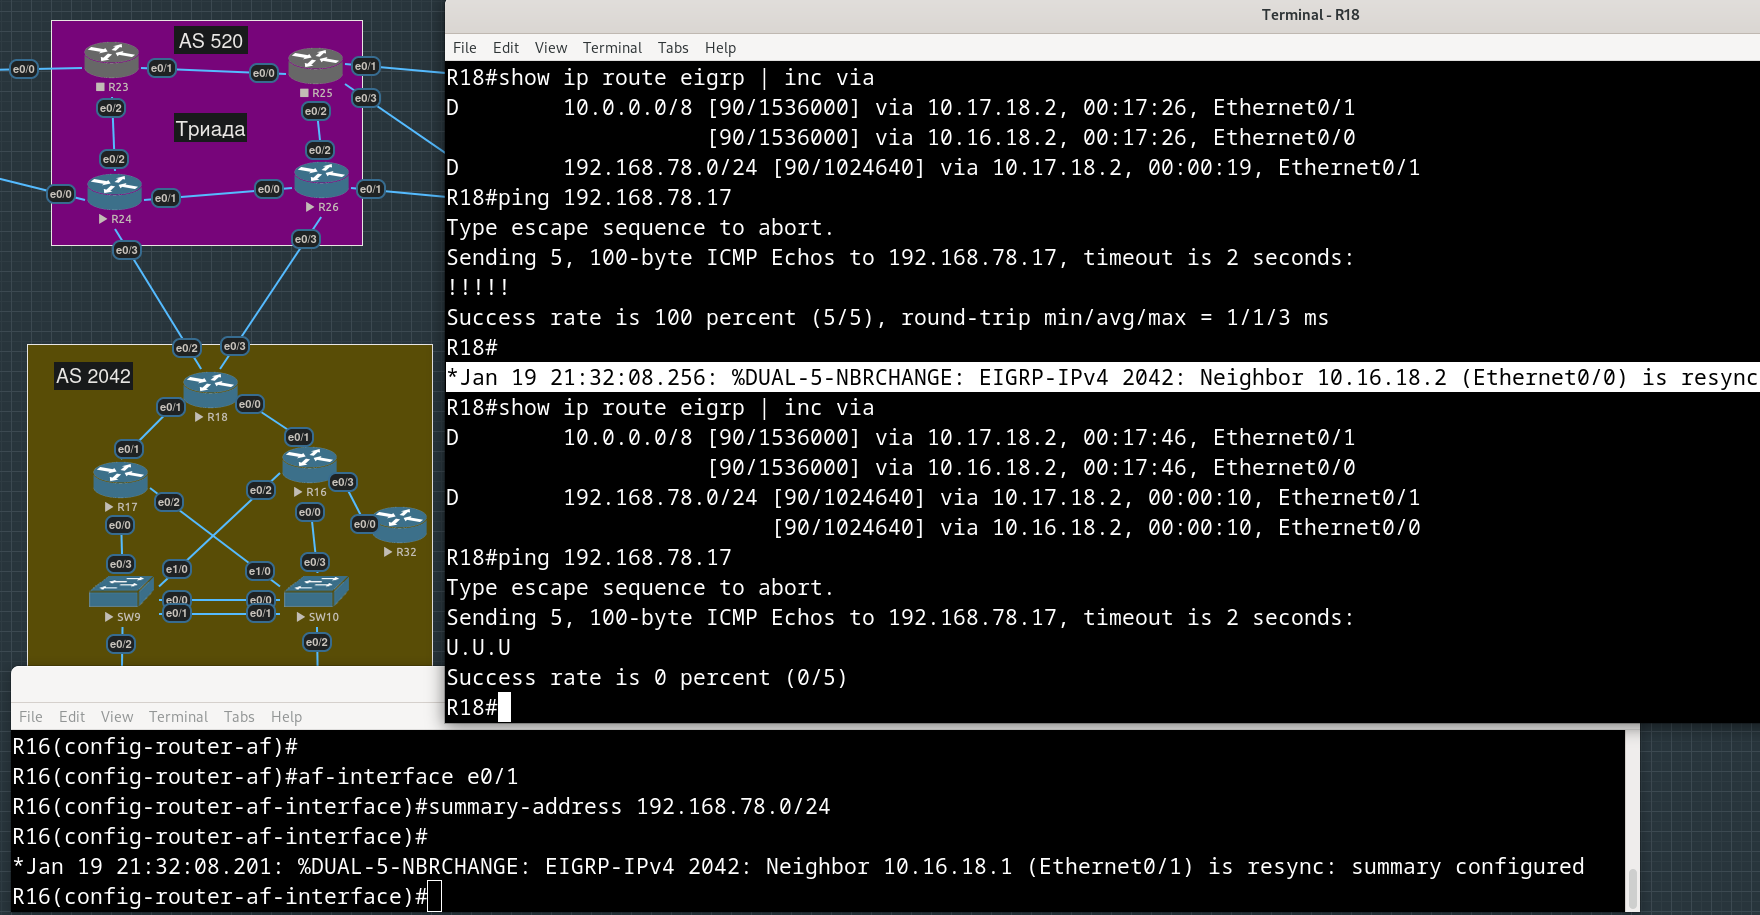 AS 520
e0/0
e0/1
e0/0
e0/1
R23
R25
e0/3
e0/2
e0/2
Триада
e0/2
e0/2
e0/0
e0/1
e0/0
e0/1
R24
R26
e0/3
e0/3
e0/2
e0/3
AS 2042
R18
e0/1
e0/0
e0/1
e0/1
e0/2
e0/3
R16
e0/2
R17
e0/0
e0/0
e0/0
R32
e0/3
e0/3
e1/0
e1/0
e0/0
e0/0
e0/1
e0/1
SW9
SW10
e0/2
e0/2
Terminal - R18
File Edit View Terminal Tabs Help
R18#show ip route eigrp | inc via
D        10.0.0.0/8 [90/1536000] via 10.17.18.2, 00:17:26, Ethernet0/1
                    [90/1536000] via 10.16.18.2, 00:17:26, Ethernet0/0
D        192.168.78.0/24 [90/1024640] via 10.17.18.2, 00:00:19, Ethernet0/1
R18#ping 192.168.78.17
Type escape sequence to abort.
Sending 5, 100-byte ICMP Echos to 192.168.78.17, timeout is 2 seconds:
!!!!!
Success rate is 100 percent (5/5), round-trip min/avg/max = 1/1/3 ms
R18#
*Jan 19 21:32:08.256: %DUAL-5-NBRCHANGE: EIGRP-IPv4 2042: Neighbor 10.16.18.2 (Ethernet0/0) is resync
R18#show ip route eigrp | inc via
D        10.0.0.0/8 [90/1536000] via 10.17.18.2, 00:17:46, Ethernet0/1
                    [90/1536000] via 10.16.18.2, 00:17:46, Ethernet0/0
D        192.168.78.0/24 [90/1024640] via 10.17.18.2, 00:00:10, Ethernet0/1
                         [90/1024640] via 10.16.18.2, 00:00:10, Ethernet0/0
R18#ping 192.168.78.17
Type escape sequence to abort.
Sending 5, 100-byte ICMP Echos to 192.168.78.17, timeout is 2 seconds:
U.U.U
Success rate is 0 percent (0/5)
R18#
File Edit View Terminal Tabs Help
R16(config-router-af)#
R16(config-router-af)#af-interface e0/1
R16(config-router-af-interface)#summary-address 192.168.78.0/24
R16(config-router-af-interface)#
*Jan 19 21:32:08.201: %DUAL-5-NBRCHANGE: EIGRP-IPv4 2042: Neighbor 10.16.18.1 (Ethernet0/1) is resync: summary configured
R16(config-router-af-interface)#